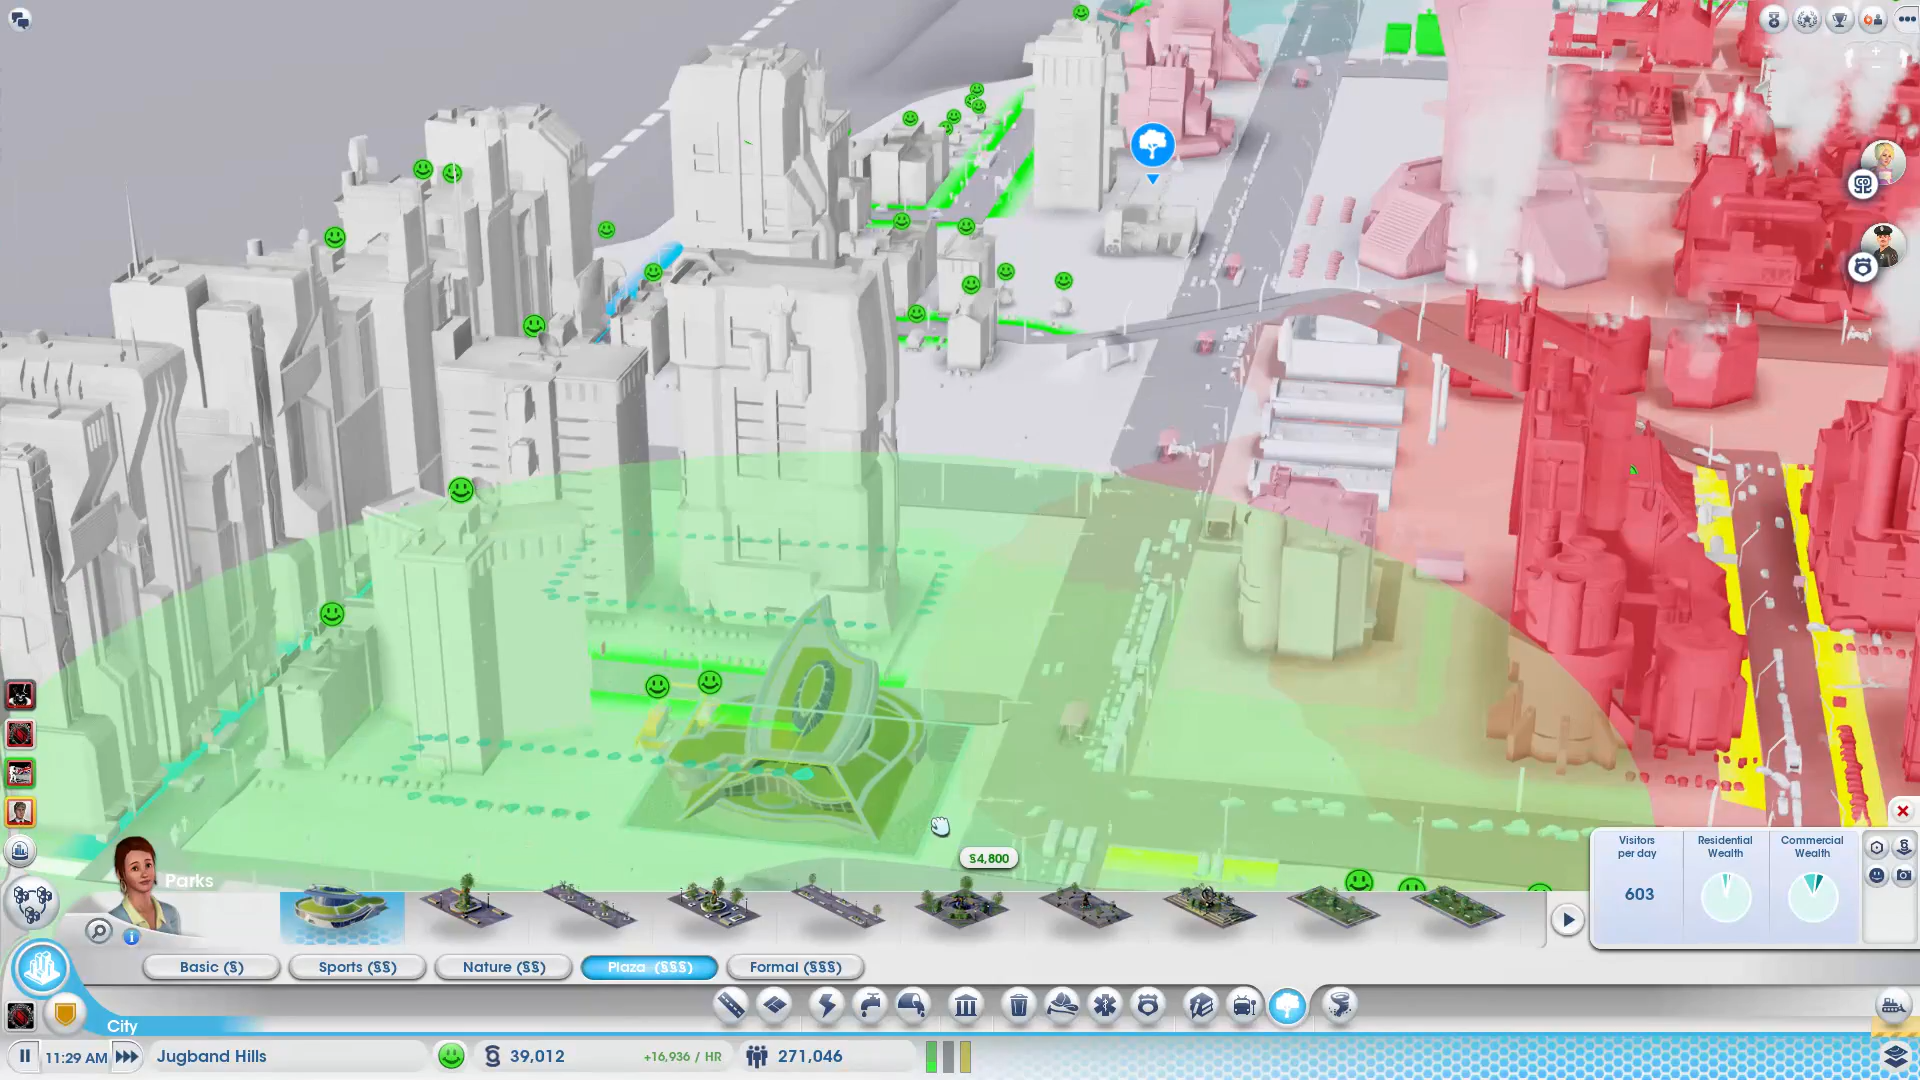 §4,800
Visitors per day
Residential Wealth
Commercial Wealth
603
Parks
Basic (§)
Sports (§§)
Nature (§§)
Plaza (§§§)
Formal (§§§)
City
11:29 AM
Jugband Hills
39,012
+16,936 / HR
271,046